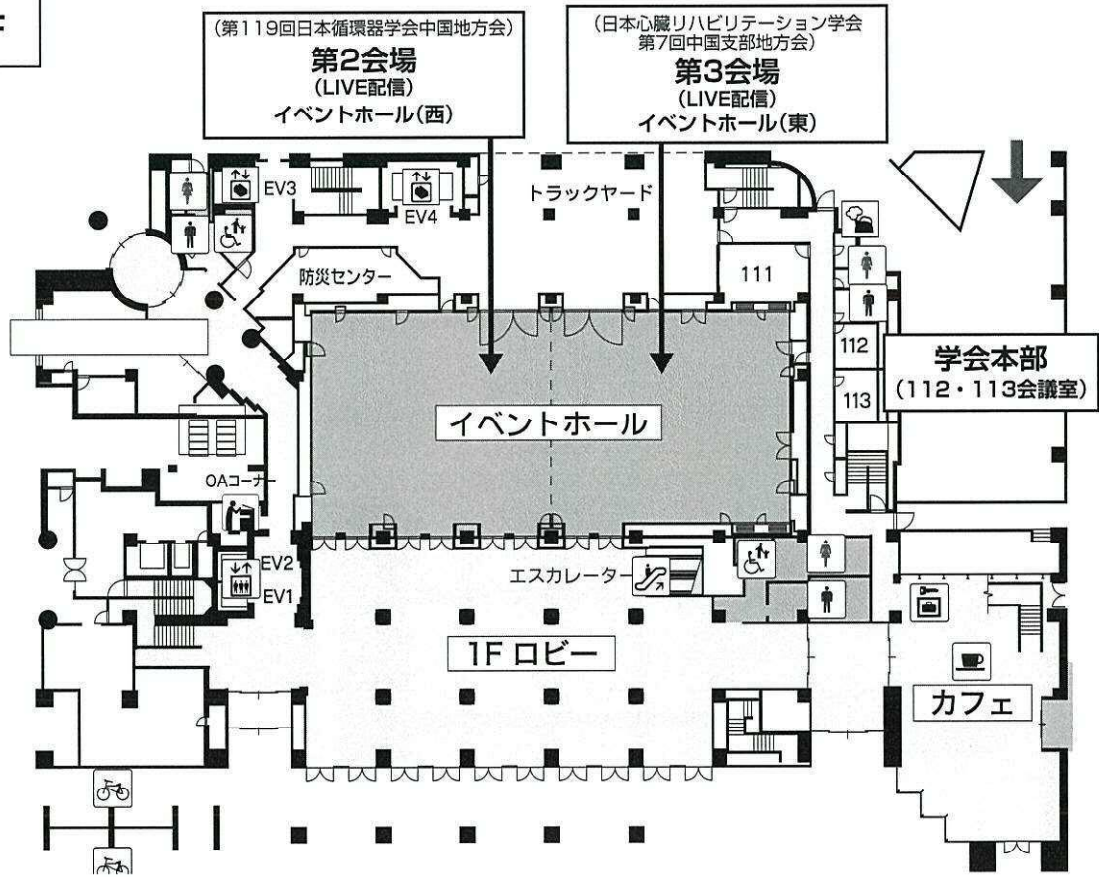 (第119回日本循環器学会中国地方会)
第2会場
(LIVE配信)
イベントホール(西)
(日本心臓リハビリテーション学会
第7回中国支部地方会)
第3会場
(LIVE配信)
イベントホール(東)
EV3
EV4
トラックヤード
防災センター
111
112
113
学会本部
(112・113会議室)
イベントホール
OAコーナー
EV2
EV1
エスカレーター
1F ロビー
カフェ